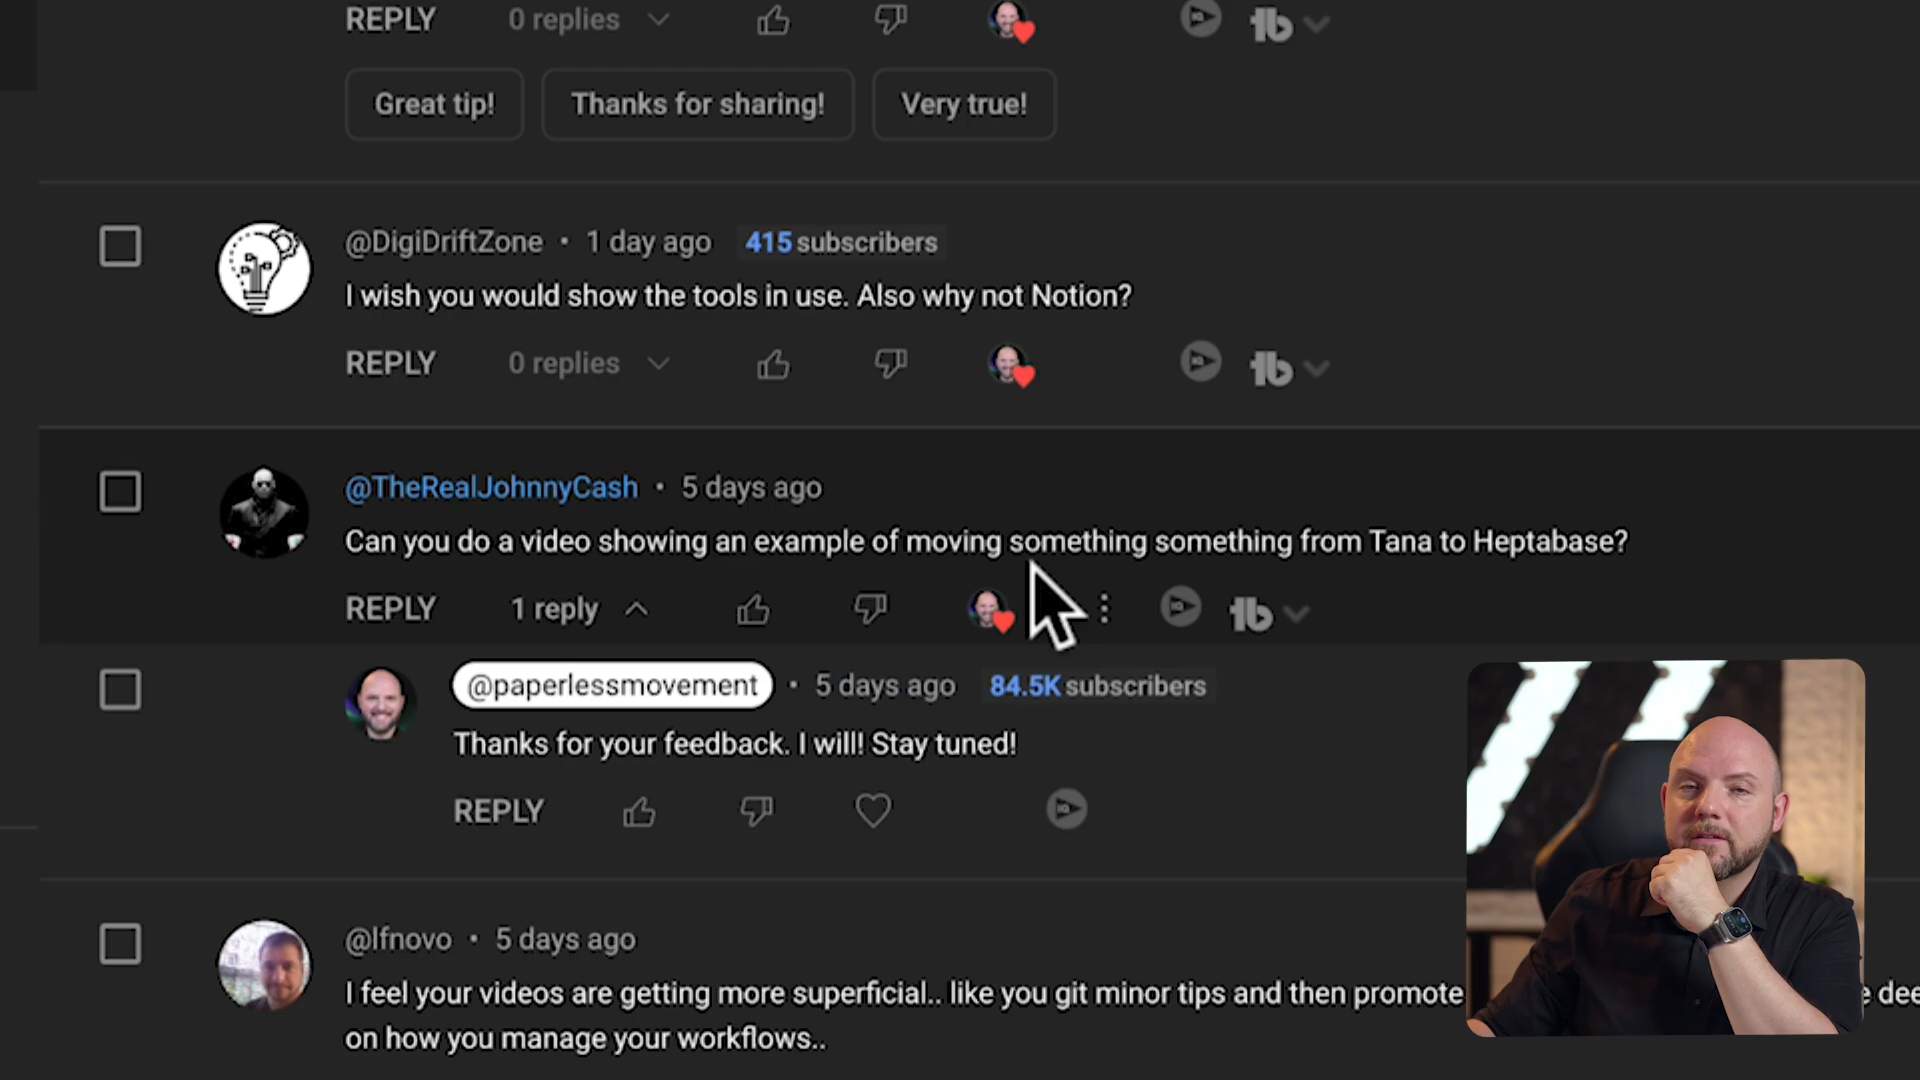 REPLY 0 replies
Great tip! Thanks for sharing! Very true!
@DigiDriftZone • 1 day ago 415 subscribers
I wish you would show the tools in use. Also why not Notion?
REPLY 0 replies
@TheRealJohnnyCash • 5 days ago
Can you do a video showing an example of moving something something from Tana to Heptabase?
REPLY 1 reply
@paperlessmovement • 5 days ago 84.5K subscribers
Thanks for your feedback. I will! Stay tuned!
REPLY
@lfnovo • 5 days ago
I feel your videos are getting more superficial.. like you git minor tips and then promote
on how you manage your workflows..